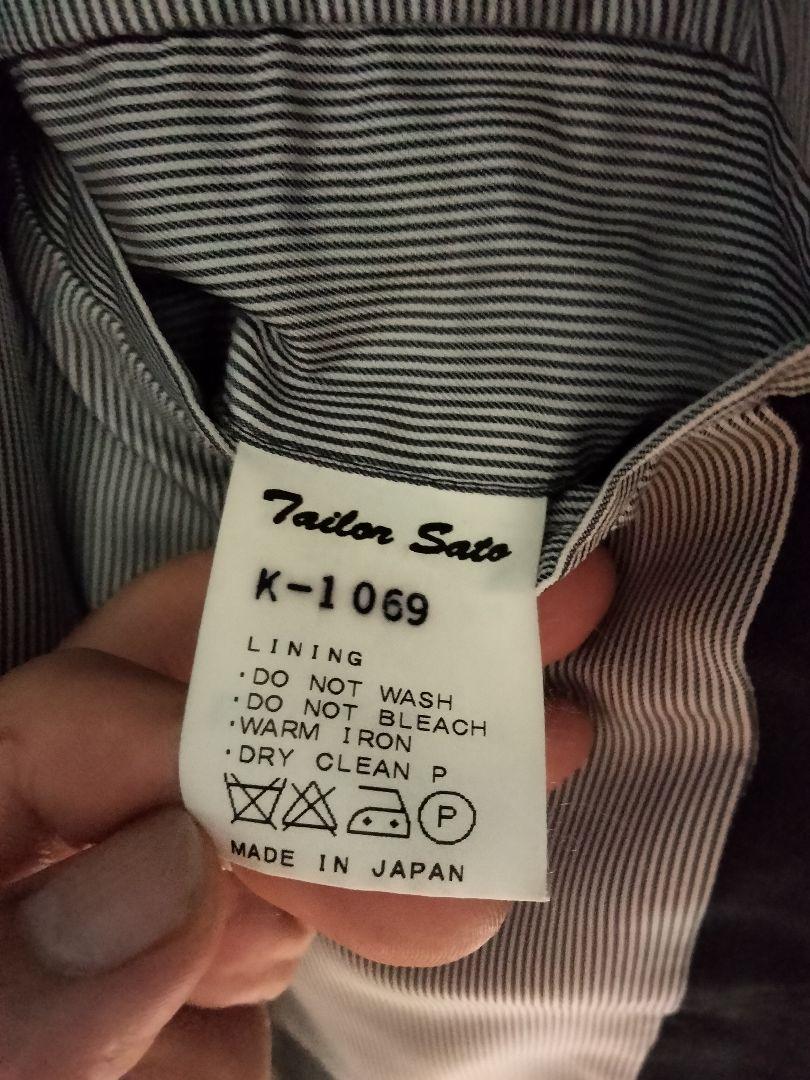 Tailor Sato
K-1069
LINING
・DO NOT WASH
・DO NOT BLEACH
・WARM IRON
・DRY CLEAN P
P
MADE IN JAPAN